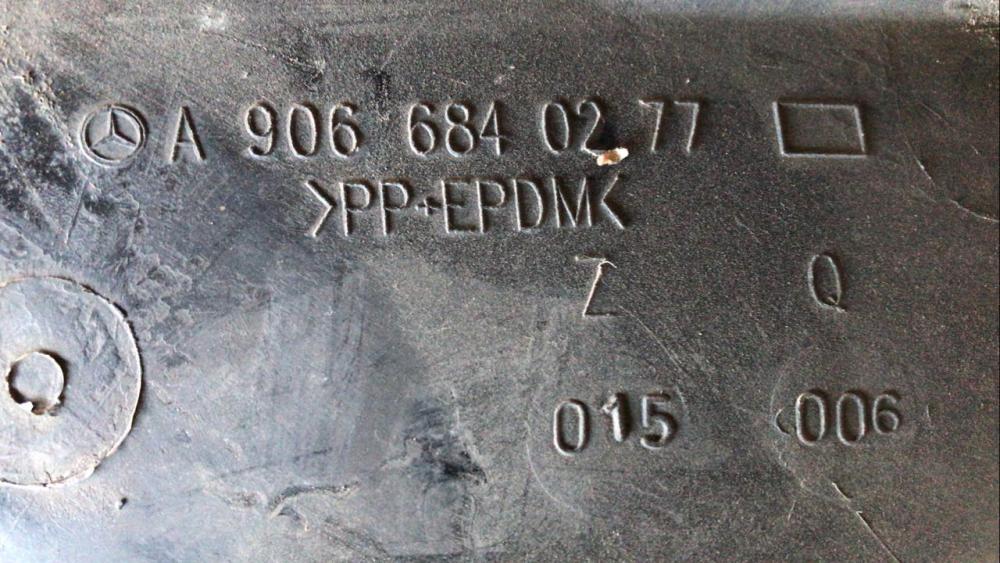 A 906 684 02 77
>PP+EPDM<
Z Q
015 006